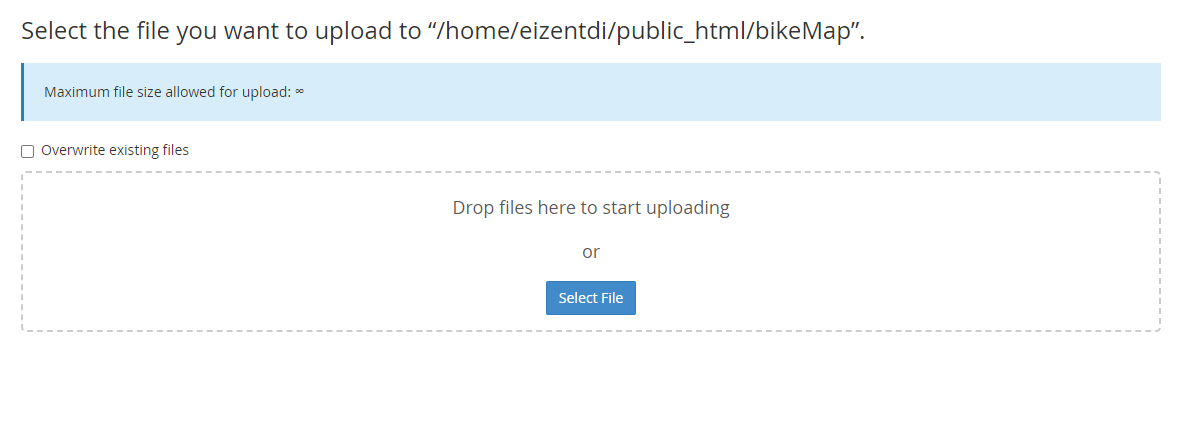 Select the file you want to upload to “/home/eizentdi/public_html/bikeMap”.
Maximum file size allowed for upload: ∞
Overwrite existing files
Drop files here to start uploading
or
Select File